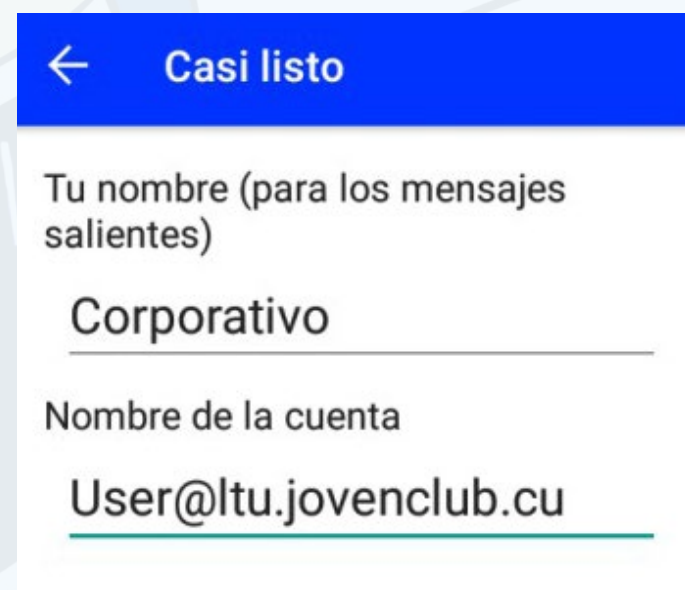 Casi listo
Tu nombre (para los mensajes
salientes)
Corporativo
Nombre de la cuenta
User@ltu.jovenclub.cu